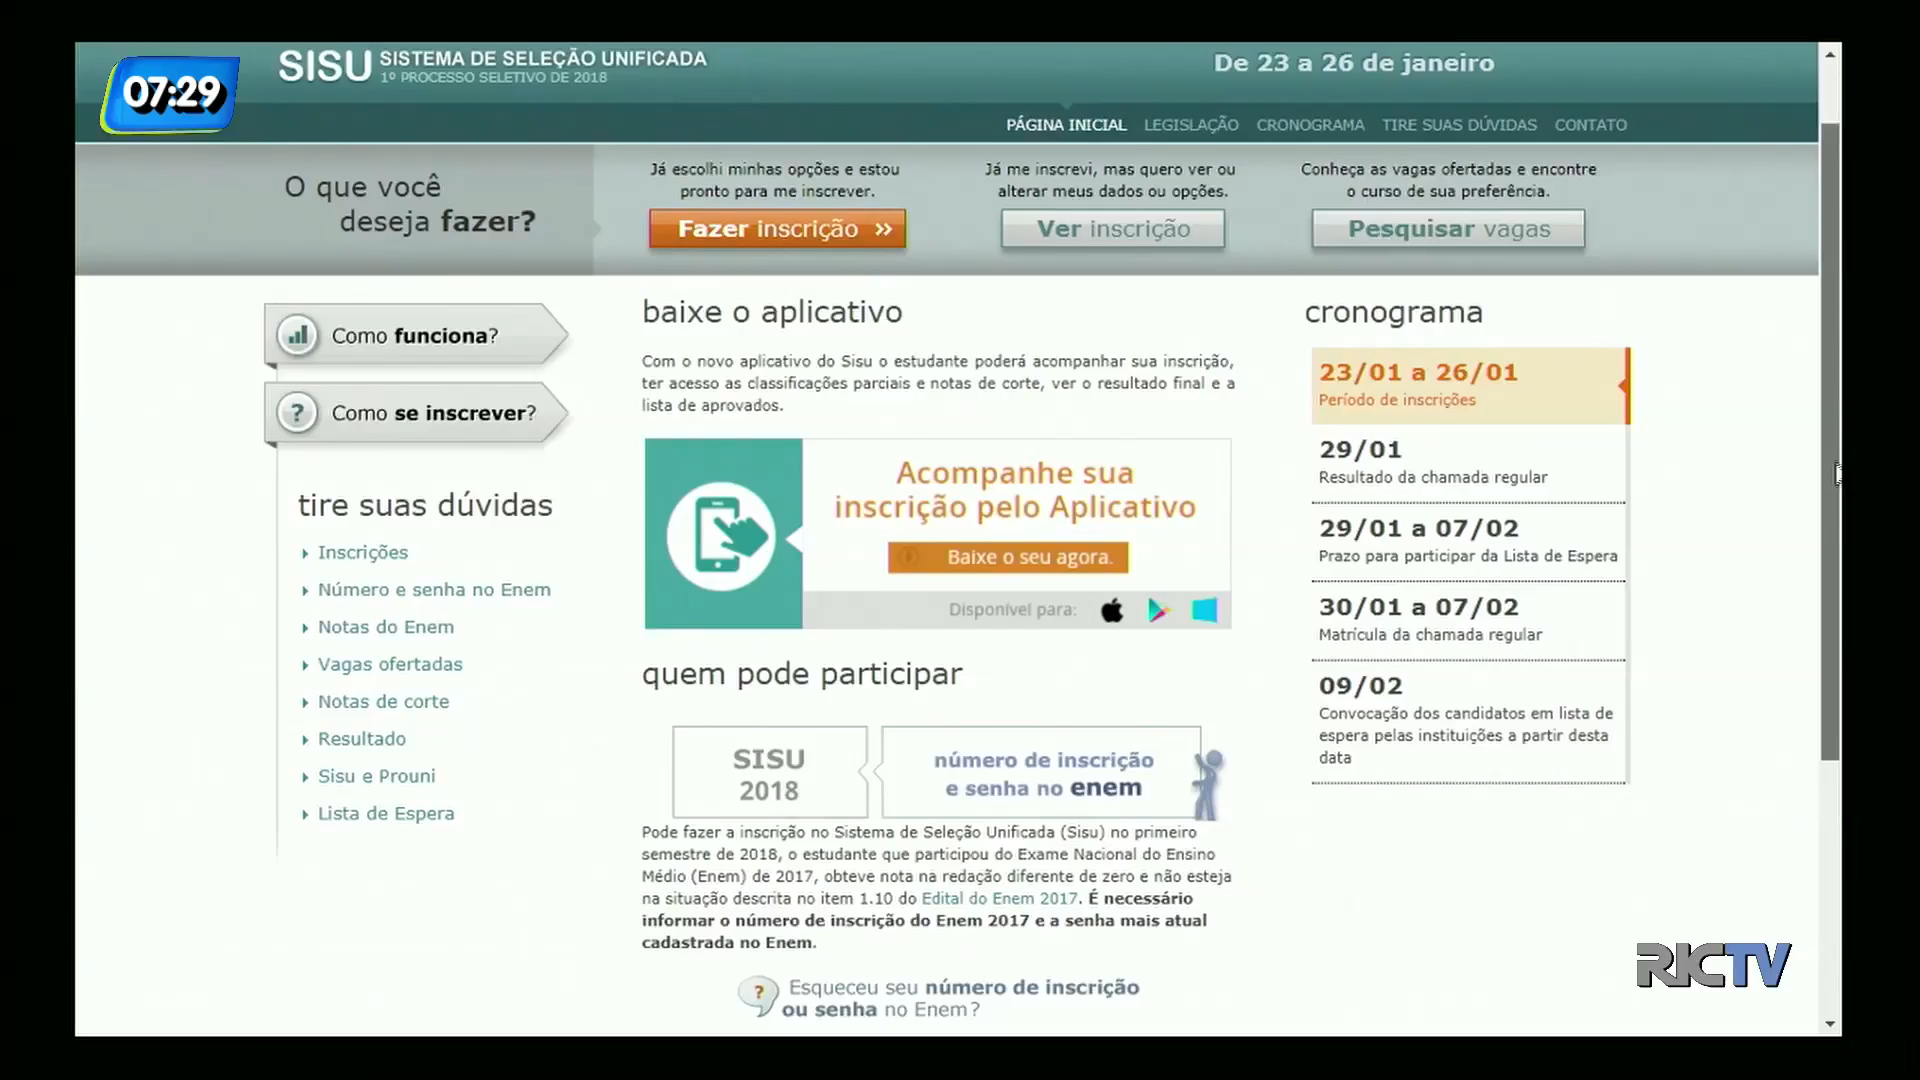 07:29
SISU SISTEMA DE SELEÇÃO UNIFICADA
1º PROCESSO SELETIVO DE 2018
De 23 a 26 de janeiro
PÁGINA INICIAL LEGISLAÇÃO CRONOGRAMA TIRE SUAS DÚVIDAS CONTATO
O que você
deseja fazer?
Já escolhi minhas opções e estou
pronto para me inscrever.
Fazer inscrição »
Já me inscrevi, mas quero ver ou
alterar meus dados ou opções.
Ver inscrição
Conheça as vagas ofertadas e encontre
o curso de sua preferência.
Pesquisar vagas
Como funciona?
? Como se inscrever?
tire suas dúvidas
Inscrições
Número e senha no Enem
Notas do Enem
Vagas ofertadas
Notas de corte
Resultado
Sisu e Prouni
Lista de Espera
baixe o aplicativo
Com o novo aplicativo do Sisu o estudante poderá acompanhar sua inscrição,
ter acesso as classificações parciais e notas de corte, ver o resultado final e a
lista de aprovados.
Acompanhe sua
inscrição pelo Aplicativo
Baixe o seu agora.
Disponível para:
quem pode participar
SISU
2018
número de inscrição
e senha no enem
Pode fazer a inscrição no Sistema de Seleção Unificada (Sisu) no primeiro
semestre de 2018, o estudante que participou do Exame Nacional do Ensino
Médio (Enem) de 2017, obteve nota na redação diferente de zero e não esteja
na situação descrita no item 1.10 do Edital do Enem 2017. É necessário
informar o número de inscrição do Enem 2017 e a senha mais atual
cadastrada no Enem.
? Esqueceu seu número de inscrição
ou senha no Enem?
cronograma
23/01 a 26/01
Período de inscrições
29/01
Resultado da chamada regular
29/01 a 07/02
Prazo para participar da Lista de Espera
30/01 a 07/02
Matrícula da chamada regular
09/02
Convocação dos candidatos em lista de
espera pelas instituições a partir desta
data
RICTV